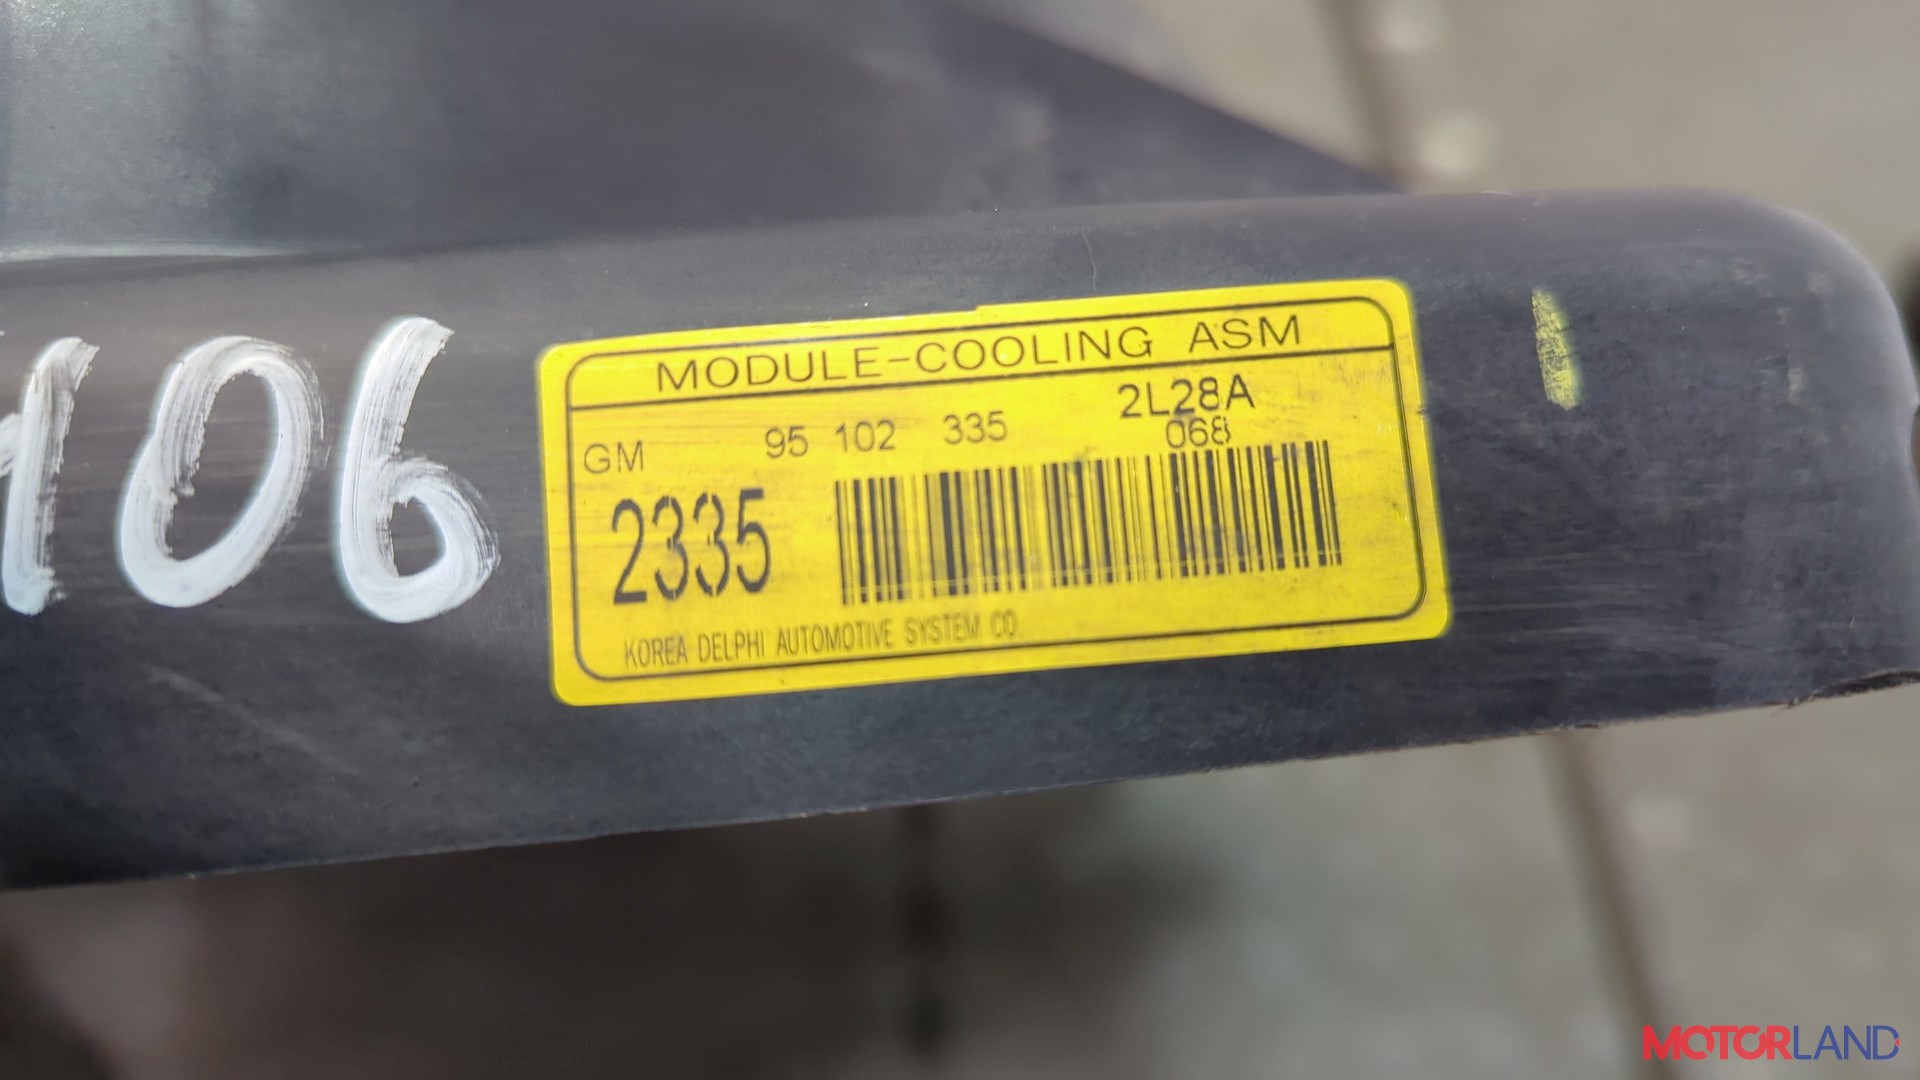 106
MODULE-COOLING ASM
GM 95 102 335 2L28A
068
2335
KOREA DELPHI AUTOMOTIVE SYSTEM CO.
MOTORLAND